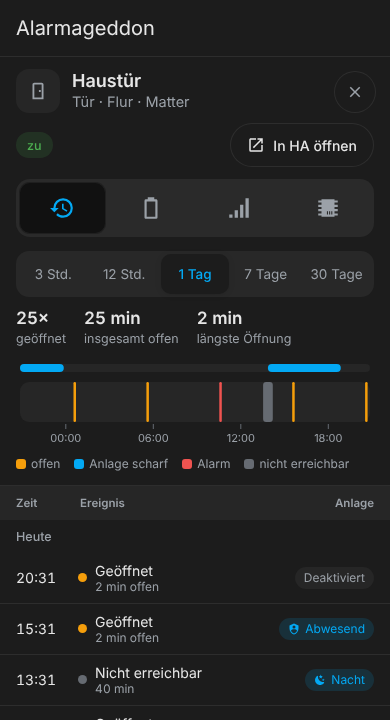 Alarmageddon
Haustür
Tür · Flur · Matter
zu
In HA öffnen
3 Std. 12 Std. 1 Tag 7 Tage 30 Tage
25× 25 min 2 min
geöffnet insgesamt offen längste Öffnung
00:00 06:00 12:00 18:00
offen Anlage scharf Alarm nicht erreichbar
Zeit Ereignis Anlage
Heute
20:31 Geöffnet Deaktiviert
2 min offen
15:31 Geöffnet Abwesend
2 min offen
13:31 Nicht erreichbar Nacht
40 min